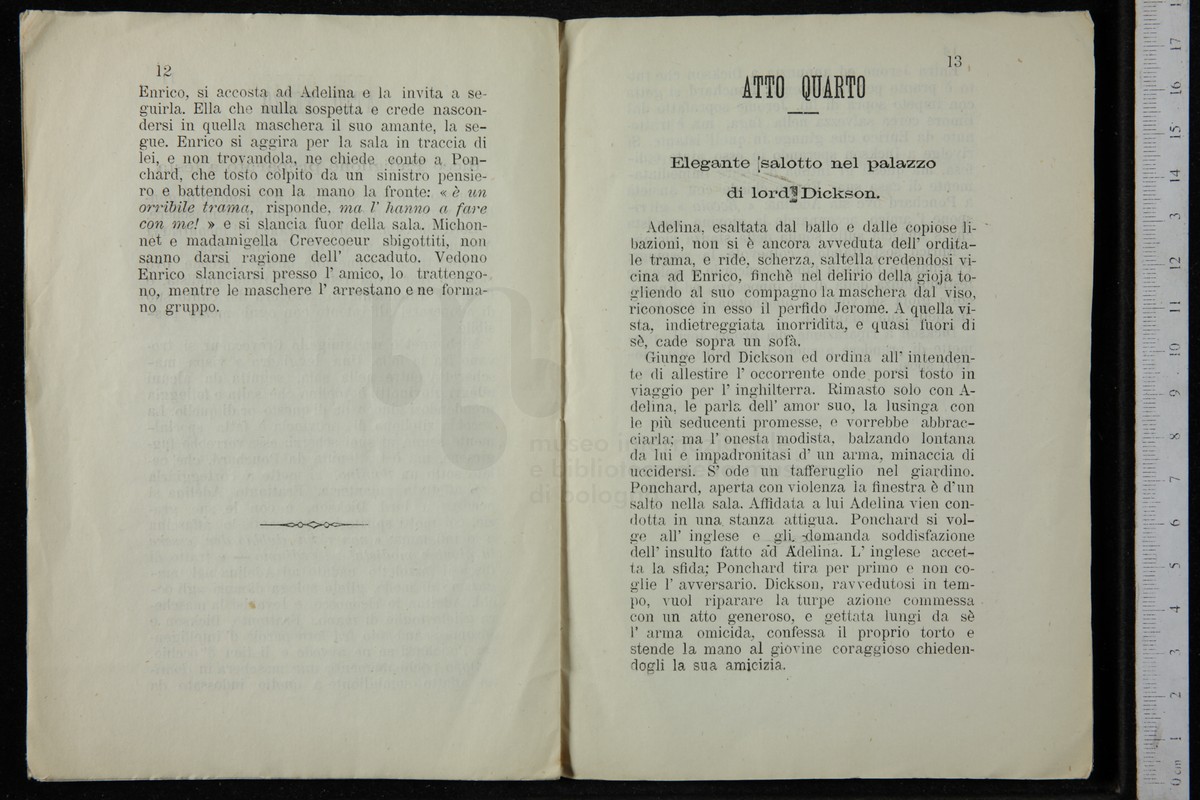 12
Enrico, si accosta ad Adelina e la invita a se-
guirla. Ella che nulla sospetta e crede nascon-
dersi in quella maschera il suo amante, la se-
gue. Enrico si aggira per la sala in traccia di
lei, e non trovandola, ne chiede conto a Pon-
chard, che tosto colpito da un sinistro pensie-
ro e battendosi con la mano la fronte: « è un
orribile trama, risponde, ma l' hanno a fare
con me! » e si slancia fuor della sala. Michon-
net e madamigella Crevecoeur sbigottiti, non
sanno darsi ragione dell' accaduto. Vedono
Enrico slanciarsi presso l' amico, lo trattengo-
no, mentre le maschere l' arrestano e ne forma-
no gruppo.
13
ATTO QUARTO
Elegante salotto nel palazzo
di lord Dickson.
Adelina, esaltata dal ballo e dalle copiose li-
bazioni, non si è ancora avveduta dell' ordita-
le trama, e ride, scherza, saltella credendosi vi-
cina ad Enrico, finchè nel delirio della gioja to-
gliendo al suo compagno la maschera dal viso,
riconosce in esso il perfido Jerome. A quella vi-
sta, indietreggiata inorridita, e quasi fuori di
sè, cade sopra un sofà.
Giunge lord Dickson ed ordina all' intenden-
te di allestire l' occorrente onde porsi tosto in
viaggio per l' inghilterra. Rimasto solo con A-
delina, le parla dell' amor suo, la lusinga con
le più seducenti promesse, e vorrebbe abbrac-
ciarla; ma l' onesta modista, balzando lontana
da lui e impadronitasi d' un arma, minaccia di
uccidersi. S' ode un tafferuglio nel giardino.
Ponchard, aperta con violenza la finestra è d'un
salto nella sala. Affidata a lui Adelina vien con-
dotta in una stanza attigua. Ponchard si vol-
ge all' inglese e gli domanda soddisfazione
dell' insulto fatto ad Adelina. L' inglese accet-
ta la sfida; Ponchard tira per primo e non co-
glie l' avversario. Dickson, ravvedutosi in tem-
po, vuol riparare la turpe azione commessa
con un atto generoso, e gettata lungi da sè
l' arma omicida, confessa il proprio torto e
stende la mano al giovine coraggioso chieden-
dogli la sua amicizia.